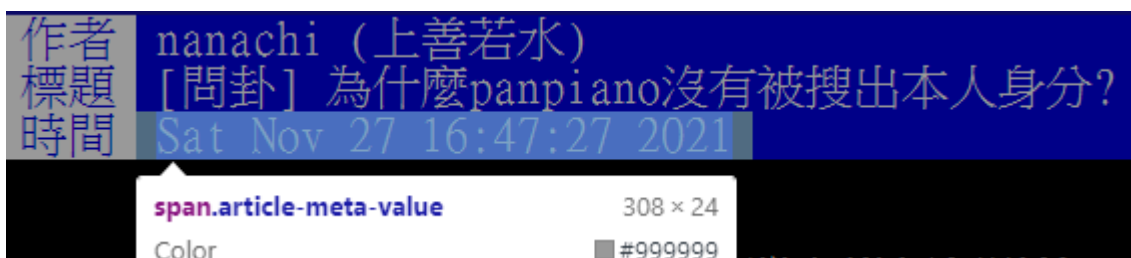 作者 nanachi (上善若水)
標題 [問卦] 為什麼panpiano沒有被搜出本人身分?
時間 Sat Nov 27 16:47:27 2021
span.article-meta-value 308 × 24
Color #999999